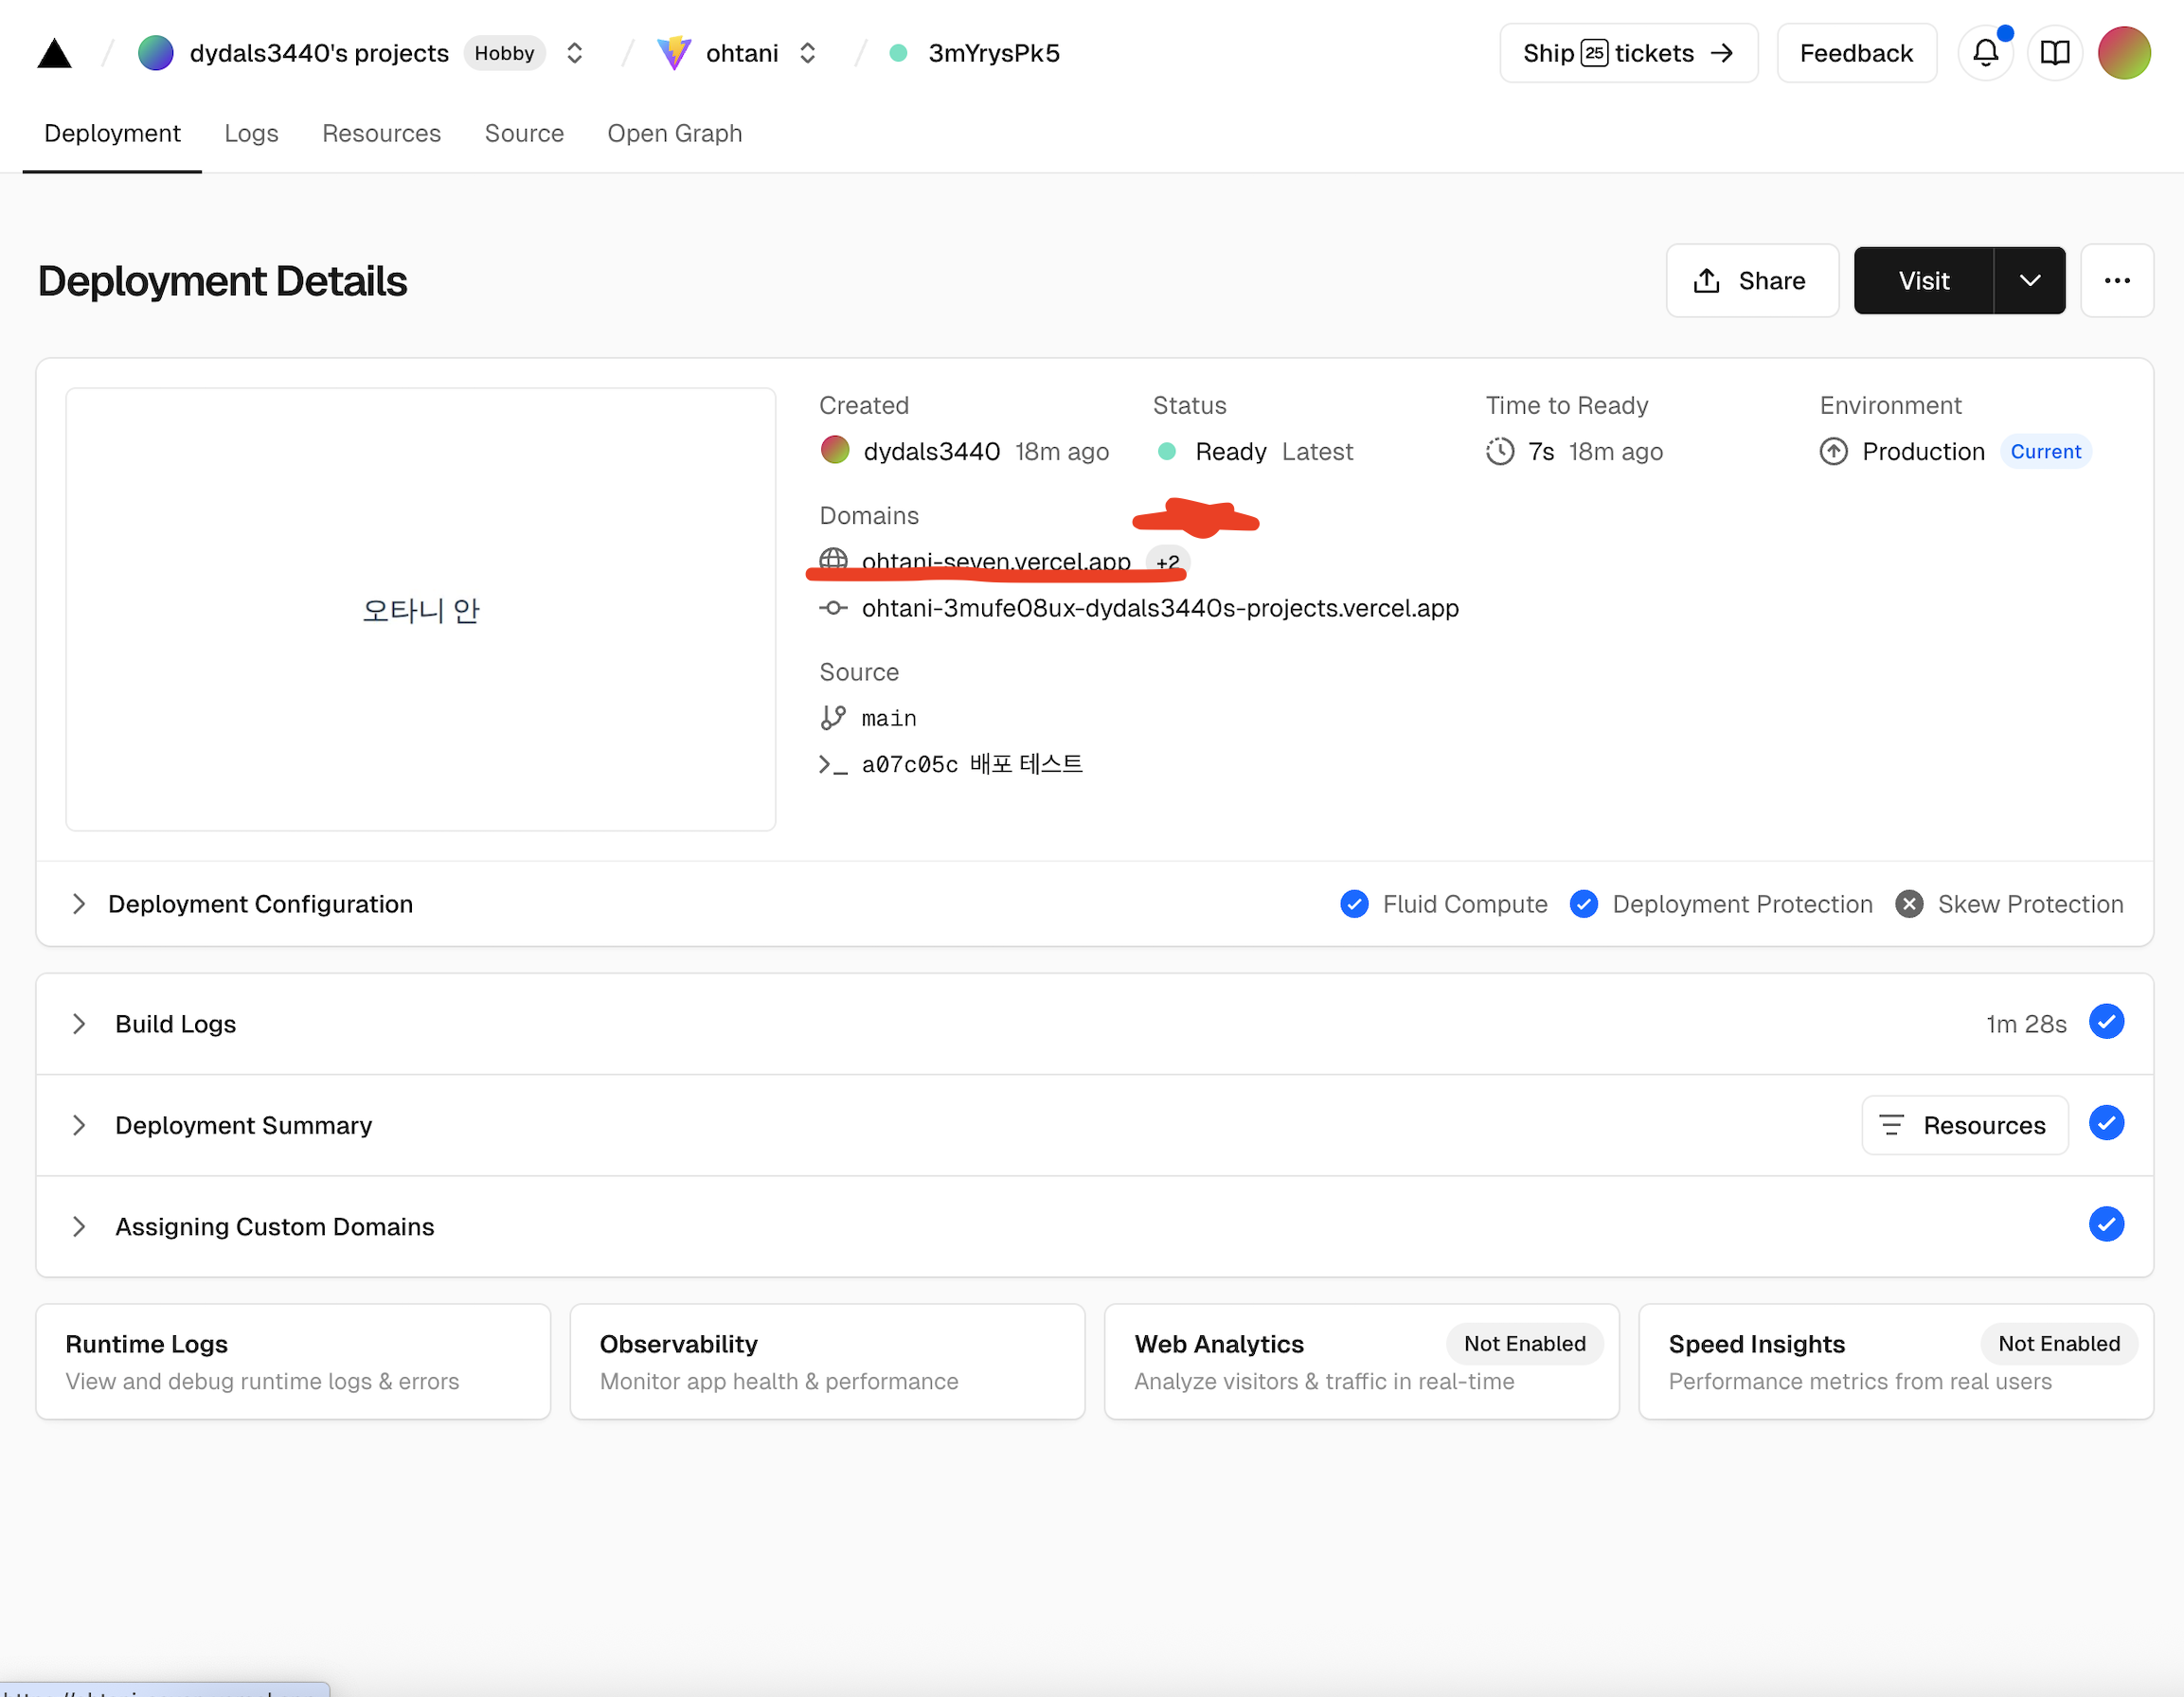 dydals3440's projects Hobby ohtani 3mYrysPk5 Ship 25 tickets → Feedback
Deployment Logs Resources Source Open Graph
Deployment Details Share Visit
Created Status Time to Ready Environment
dydals3440 18m ago Ready Latest 7s 18m ago Production Current
Domains
ohtani-seven.vercel.app +2
오타니 안
ohtani-3mufe08ux-dydals3440s-projects.vercel.app
Source
main
a07c05c 배포 테스트
Deployment Configuration Fluid Compute Deployment Protection Skew Protection
Build Logs 1m 28s
Deployment Summary Resources
Assigning Custom Domains
Runtime Logs
View and debug runtime logs & errors
Observability
Monitor app health & performance
Web Analytics Not Enabled
Analyze visitors & traffic in real-time
Speed Insights Not Enabled
Performance metrics from real users